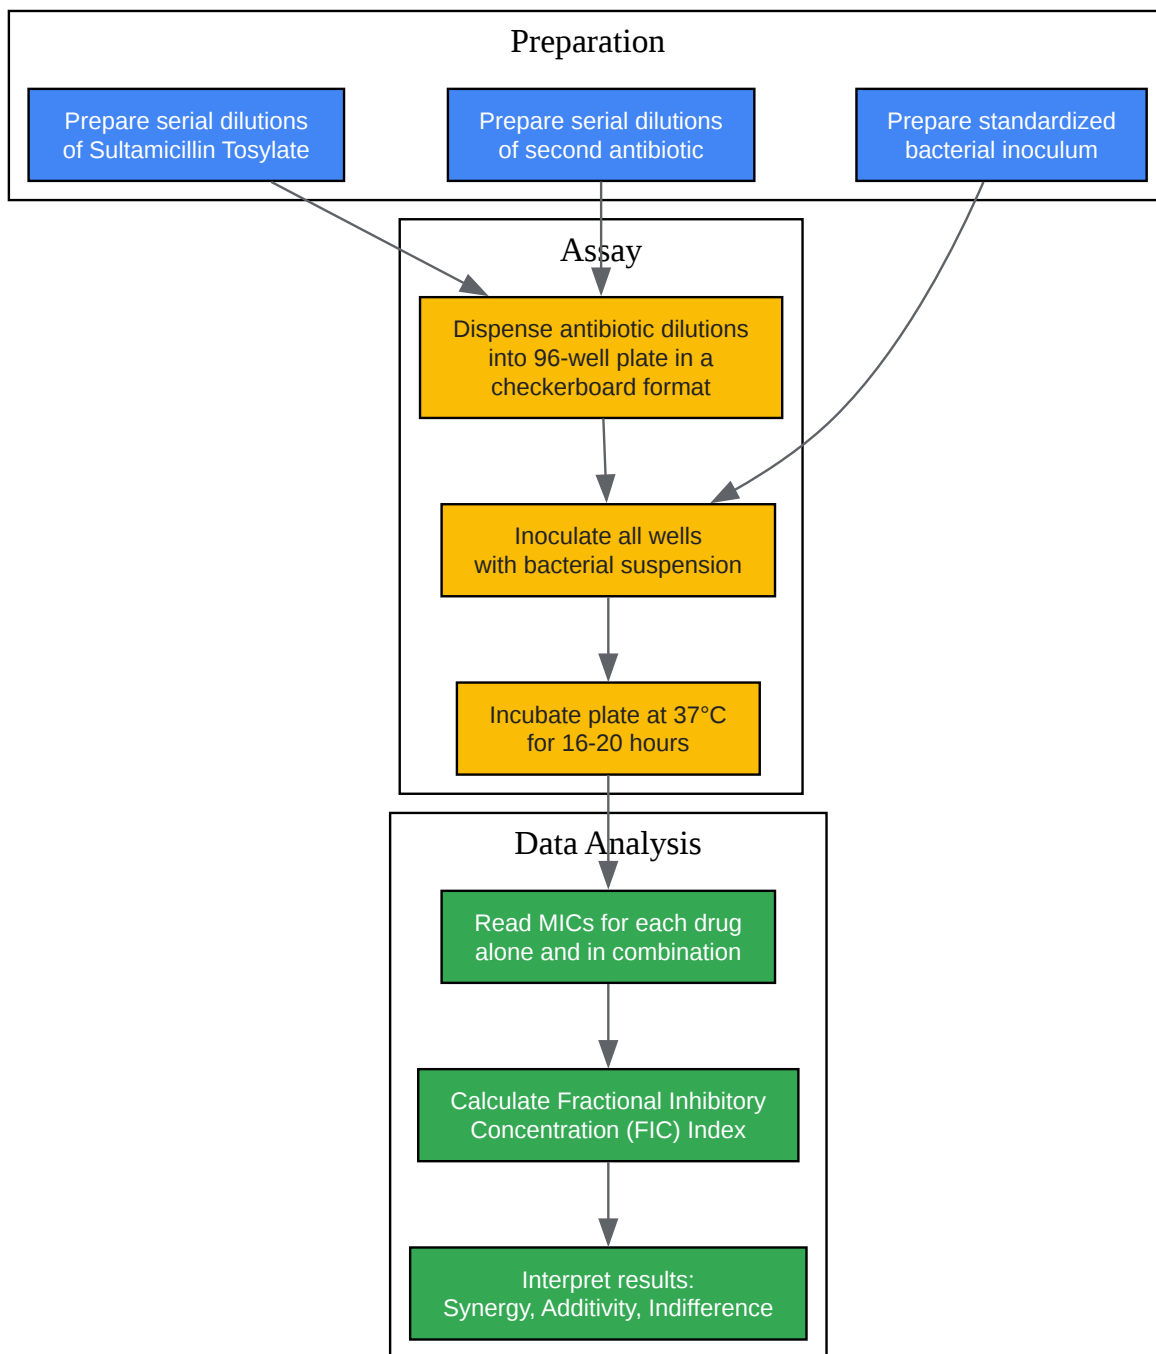 Preparation
Prepare serial dilutions
of Sultamicillin Tosylate
Prepare serial dilutions
of second antibiotic
Prepare standardized
bacterial inoculum
Assay
Dispense antibiotic dilutions
into 96-well plate in a
checkerboard format
Inoculate all wells
with bacterial suspension
Incubate plate at 37°C
for 16-20 hours
Data Analysis
Read MICs for each drug
alone and in combination
Calculate Fractional Inhibitory
Concentration (FIC) Index
Interpret results:
Synergy, Additivity, Indifference